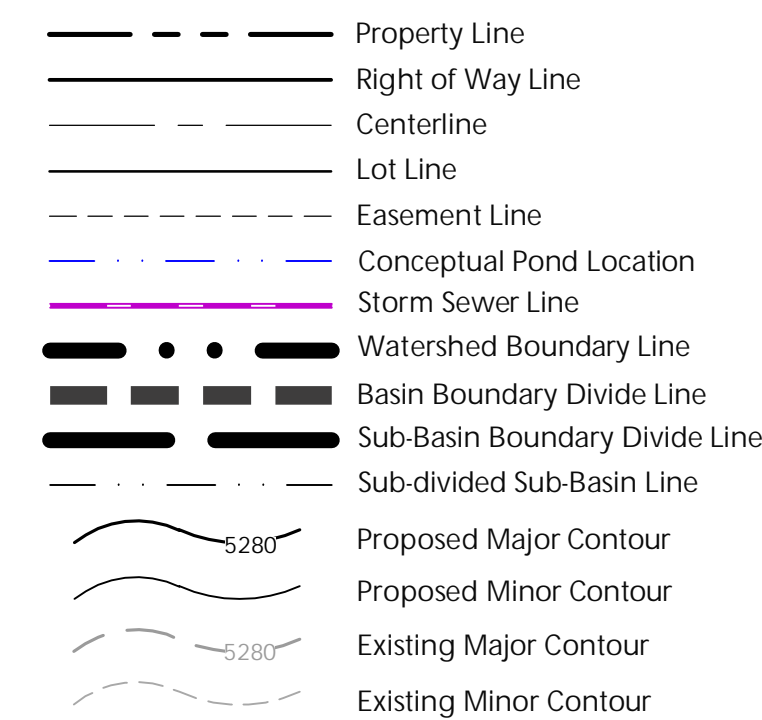 Property Line
Right of Way Line
Centerline
Lot Line
Easement Line
Conceptual Pond Location
Storm Sewer Line
Watershed Boundary Line
Basin Boundary Divide Line
Sub-Basin Boundary Divide Line
Sub-divided Sub-Basin Line
5280 Proposed Major Contour
Proposed Minor Contour
5280 Existing Major Contour
Existing Minor Contour